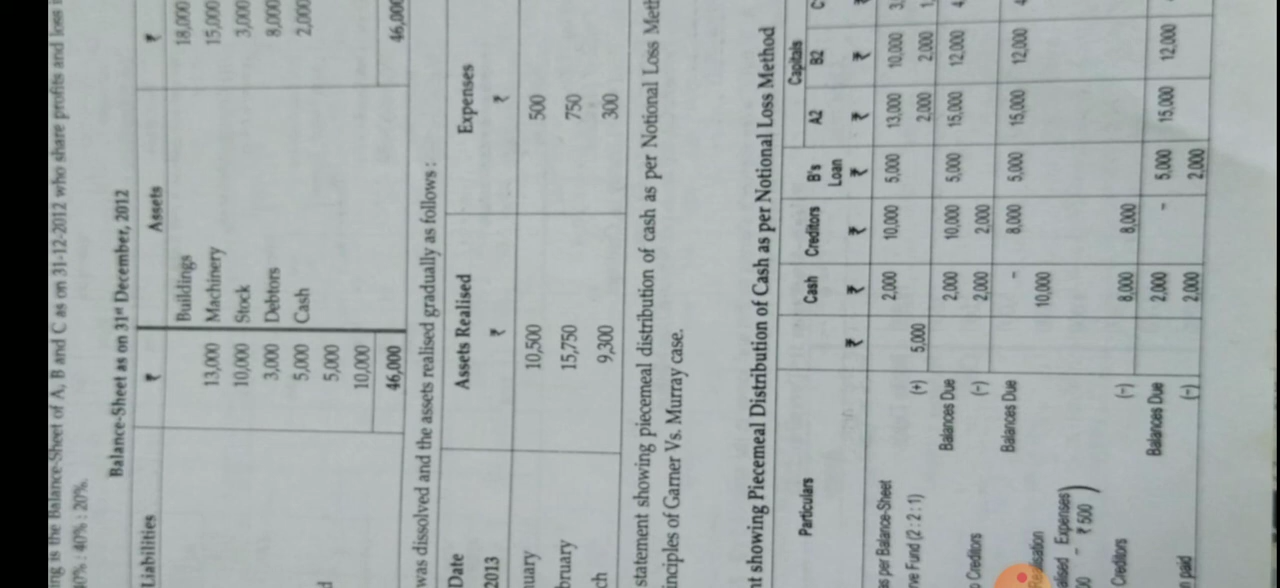 is the Balance-Sheet of A, B and C as on 31-12-2012 who share profits and loss
40% : 40% : 20%.
Balance-Sheet as on 31st December, 2012
Liabilities ₹ Assets ₹
Buildings 18,000
13,000 Machinery 15,000
10,000 Stock 3,000
3,000 Debtors 8,000
5,000 Cash 2,000
5,000
10,000
46,000 46,000
was dissolved and the assets realised gradually as follows :
Date Assets Realised Expenses
2013 ₹ ₹
10,500 500
15,750 750
9,300 300
statement showing piecemeal distribution of cash as per Notional Loss
of Garner Vs. Murray case.
showing Piecemeal Distribution of Cash as per Notional Loss Method
Particulars Cash Creditors B's Loan Capitals
A2 B2 C
₹ ₹ ₹ ₹ ₹ ₹
as per Balance-Sheet 2,000 10,000 5,000 13,000 10,000
Fund (2 : 2 : 1) (+) 5,000 2,000 2,000
Balances Due 2,000 10,000 5,000 15,000 12,000
Creditors (-) 2,000 2,000
Balances Due - 8,000 5,000 15,000 12,000
10,000
Expenses)
- ₹ 500 )
Creditors (-) 8,000 8,000
Balances Due 2,000 - 5,000 15,000 12,000
paid (-) 2,000 2,000